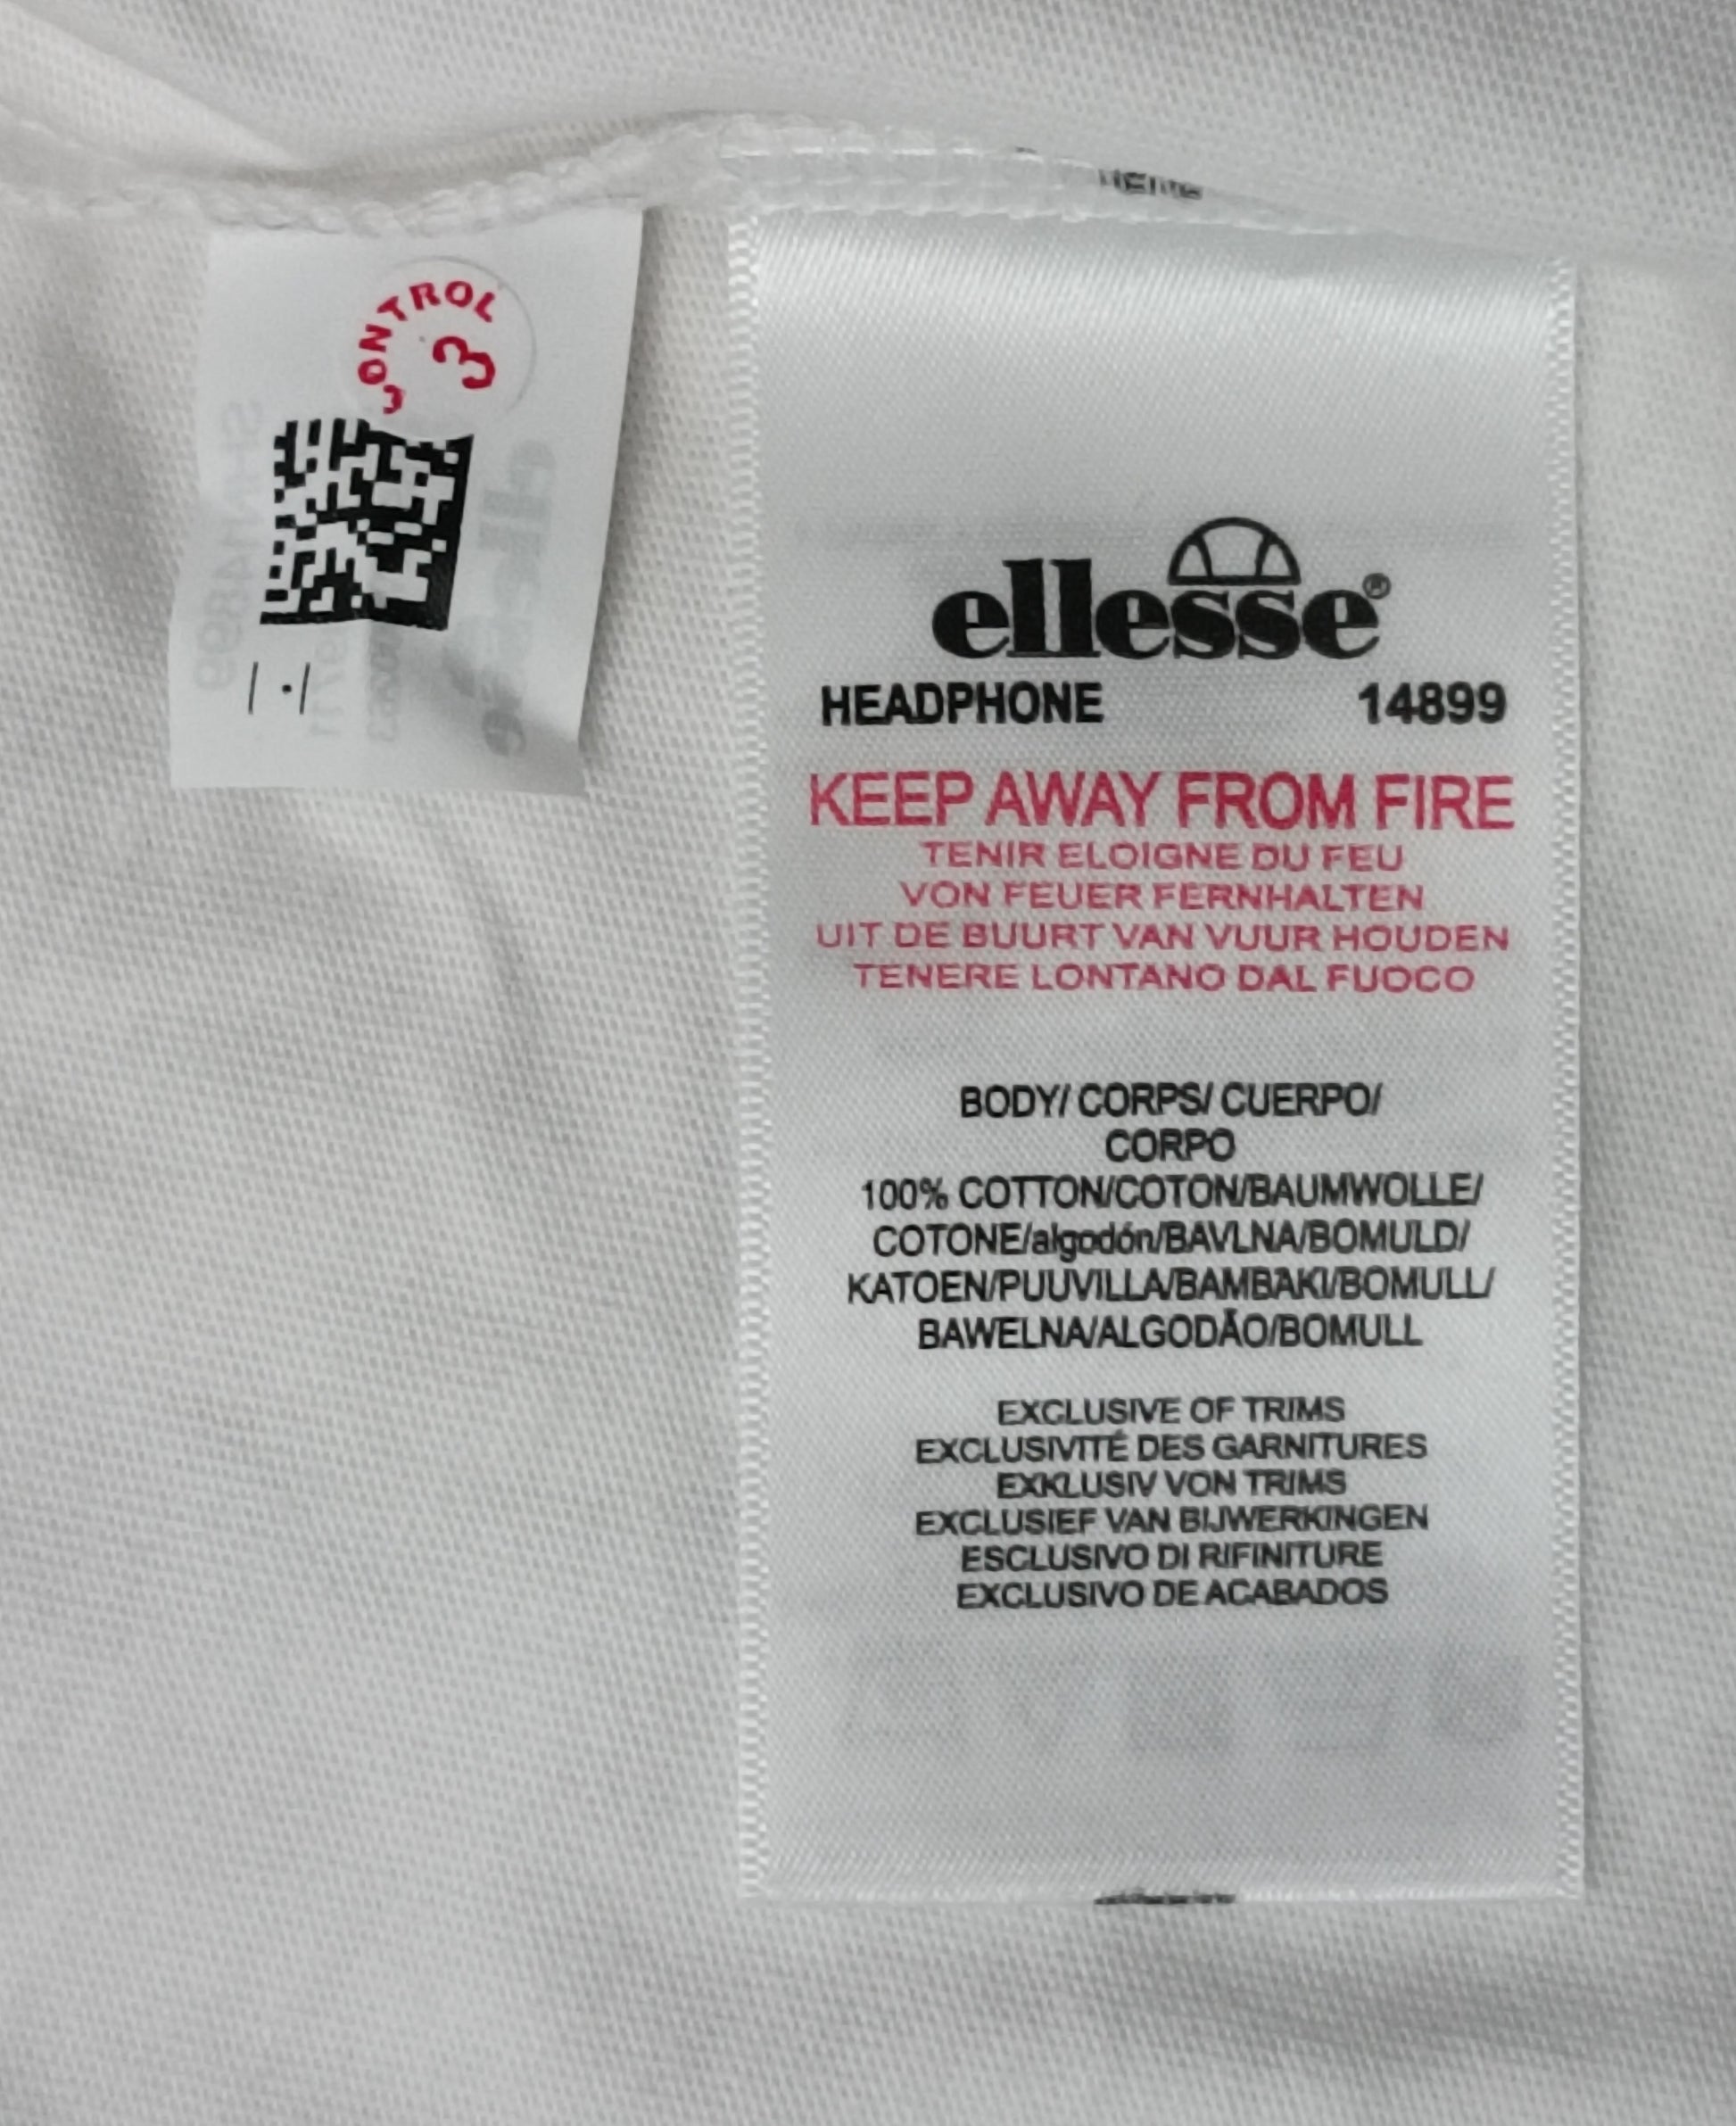 CONTROL
3
ellesse®
HEADPHONE 14899
KEEP AWAY FROM FIRE
TENIR ELOIGNE DU FEU
VON FEUER FERNHALTEN
UIT DE BUURT VAN VUUR HOUDEN
TENERE LONTANO DAL FUOCO
BODY/ CORPS/ CUERPO/
CORPO
100% COTTON/COTON/BAUMWOLLE/
COTONE/algodón/BAVLNA/BOMULD/
KATOEN/PUUVILLA/BAMBAKI/BOMULL/
BAWELNA/ALGODÃO/BOMULL
EXCLUSIVE OF TRIMS
EXCLUSIVITÉ DES GARNITURES
EXKLUSIV VON TRIMS
EXCLUSIEF VAN BIJWERKINGEN
ESCLUSIVO DI RIFINITURE
EXCLUSIVO DE ACABADOS